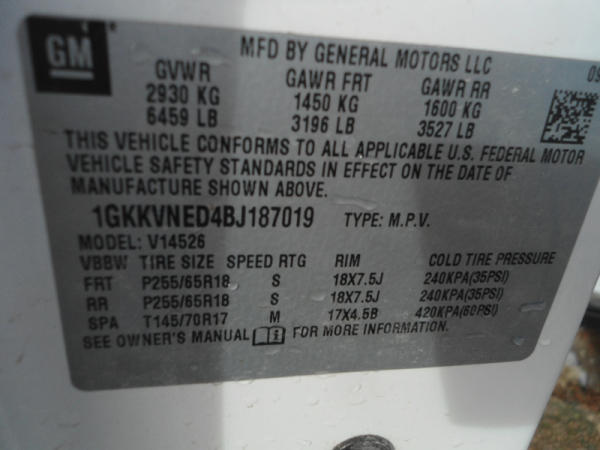 GM
MFD BY GENERAL MOTORS LLC
09
GVWR GAWR FRT GAWR RR
2930 KG 1450 KG 1600 KG
6459 LB 3196 LB 3527 LB
THIS VEHICLE CONFORMS TO ALL APPLICABLE U.S. FEDERAL MOTOR
VEHICLE SAFETY STANDARDS IN EFFECT ON THE DATE OF
MANUFACTURE SHOWN ABOVE.
1GKKVNED4BJ187019 TYPE: M.P.V.
MODEL: V14526
VBBW TIRE SIZE SPEED RTG RIM COLD TIRE PRESSURE
FRT P255/65R18 S 18X7.5J 240KPA(35PSI)
RR P255/65R18 S 18X7.5J 240KPA(35PSI)
SPA T145/70R17 M 17X4.5B 420KPA(60PSI)
SEE OWNER'S MANUAL FOR MORE INFORMATION.